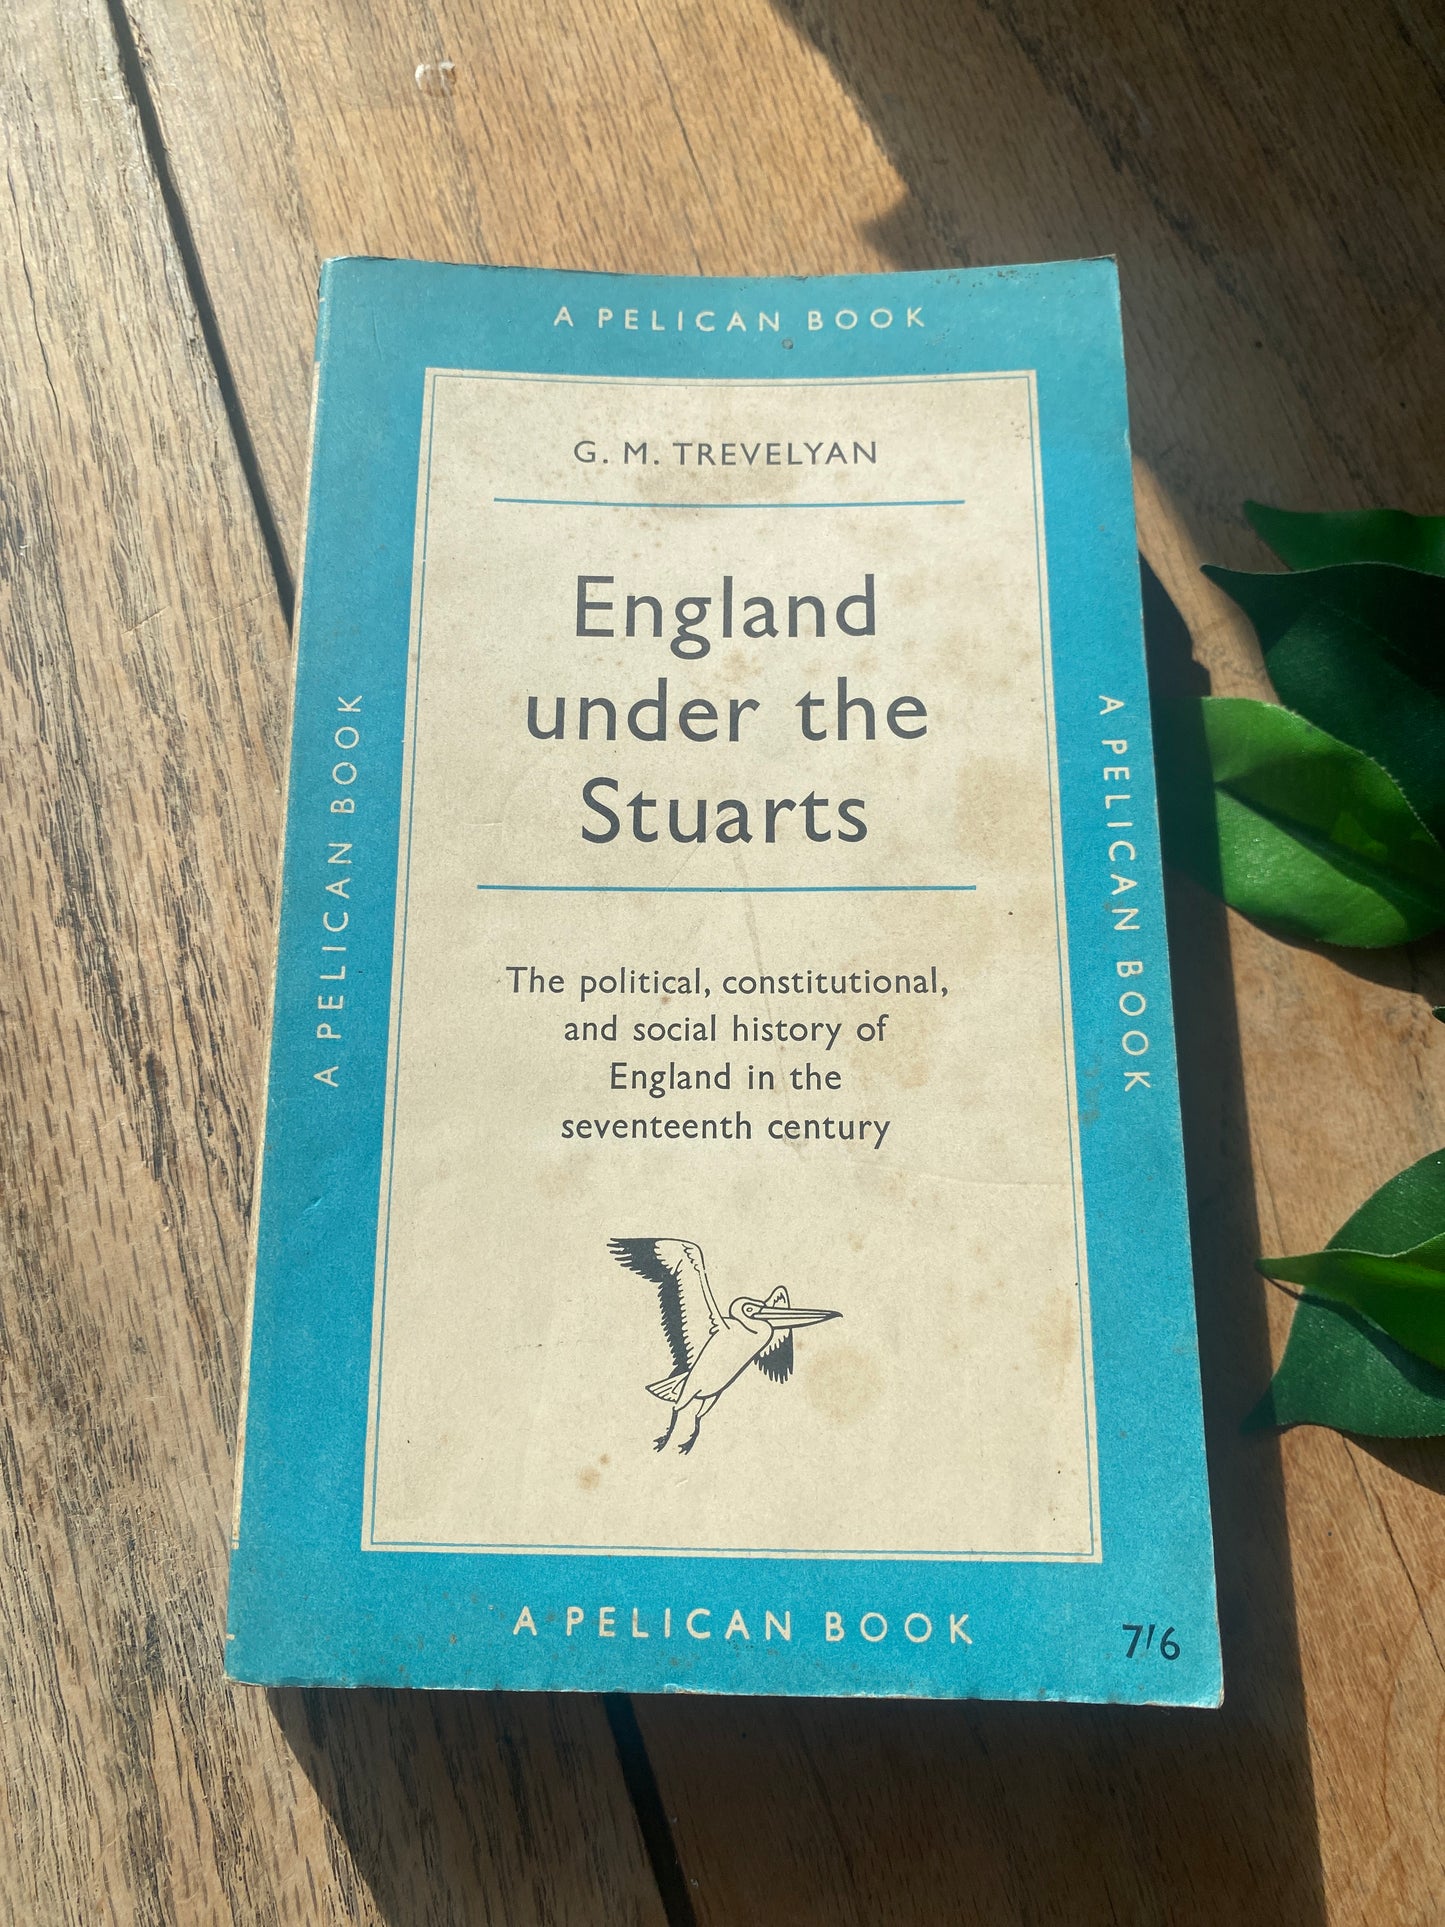 A PELICAN BOOK
G. M. TREVELYAN
England
under the
Stuarts
A PELICAN BOOK
A PELICAN BOOK
The political, constitutional,
and social history of
England in the
seventeenth century
A PELICAN BOOK
7'6